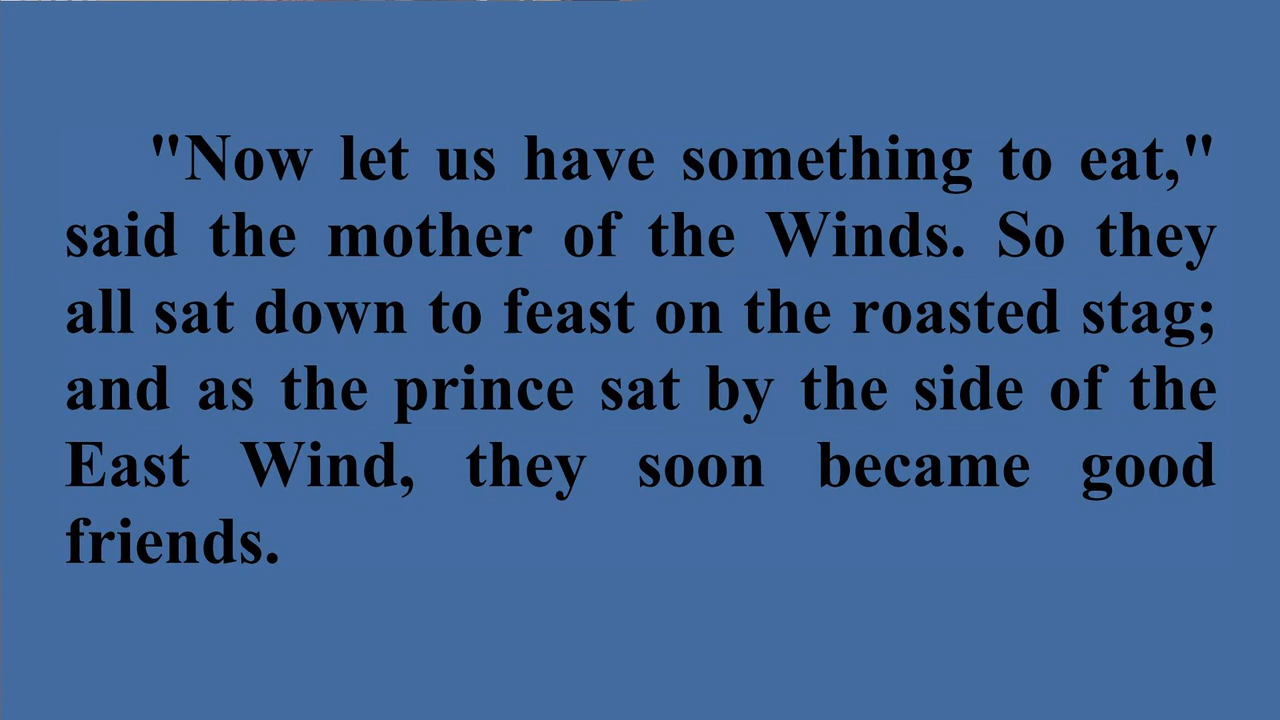 "Now let us have something to eat,"
said the mother of the Winds. So they
all sat down to feast on the roasted stag;
and as the prince sat by the side of the
East Wind, they soon became good
friends.